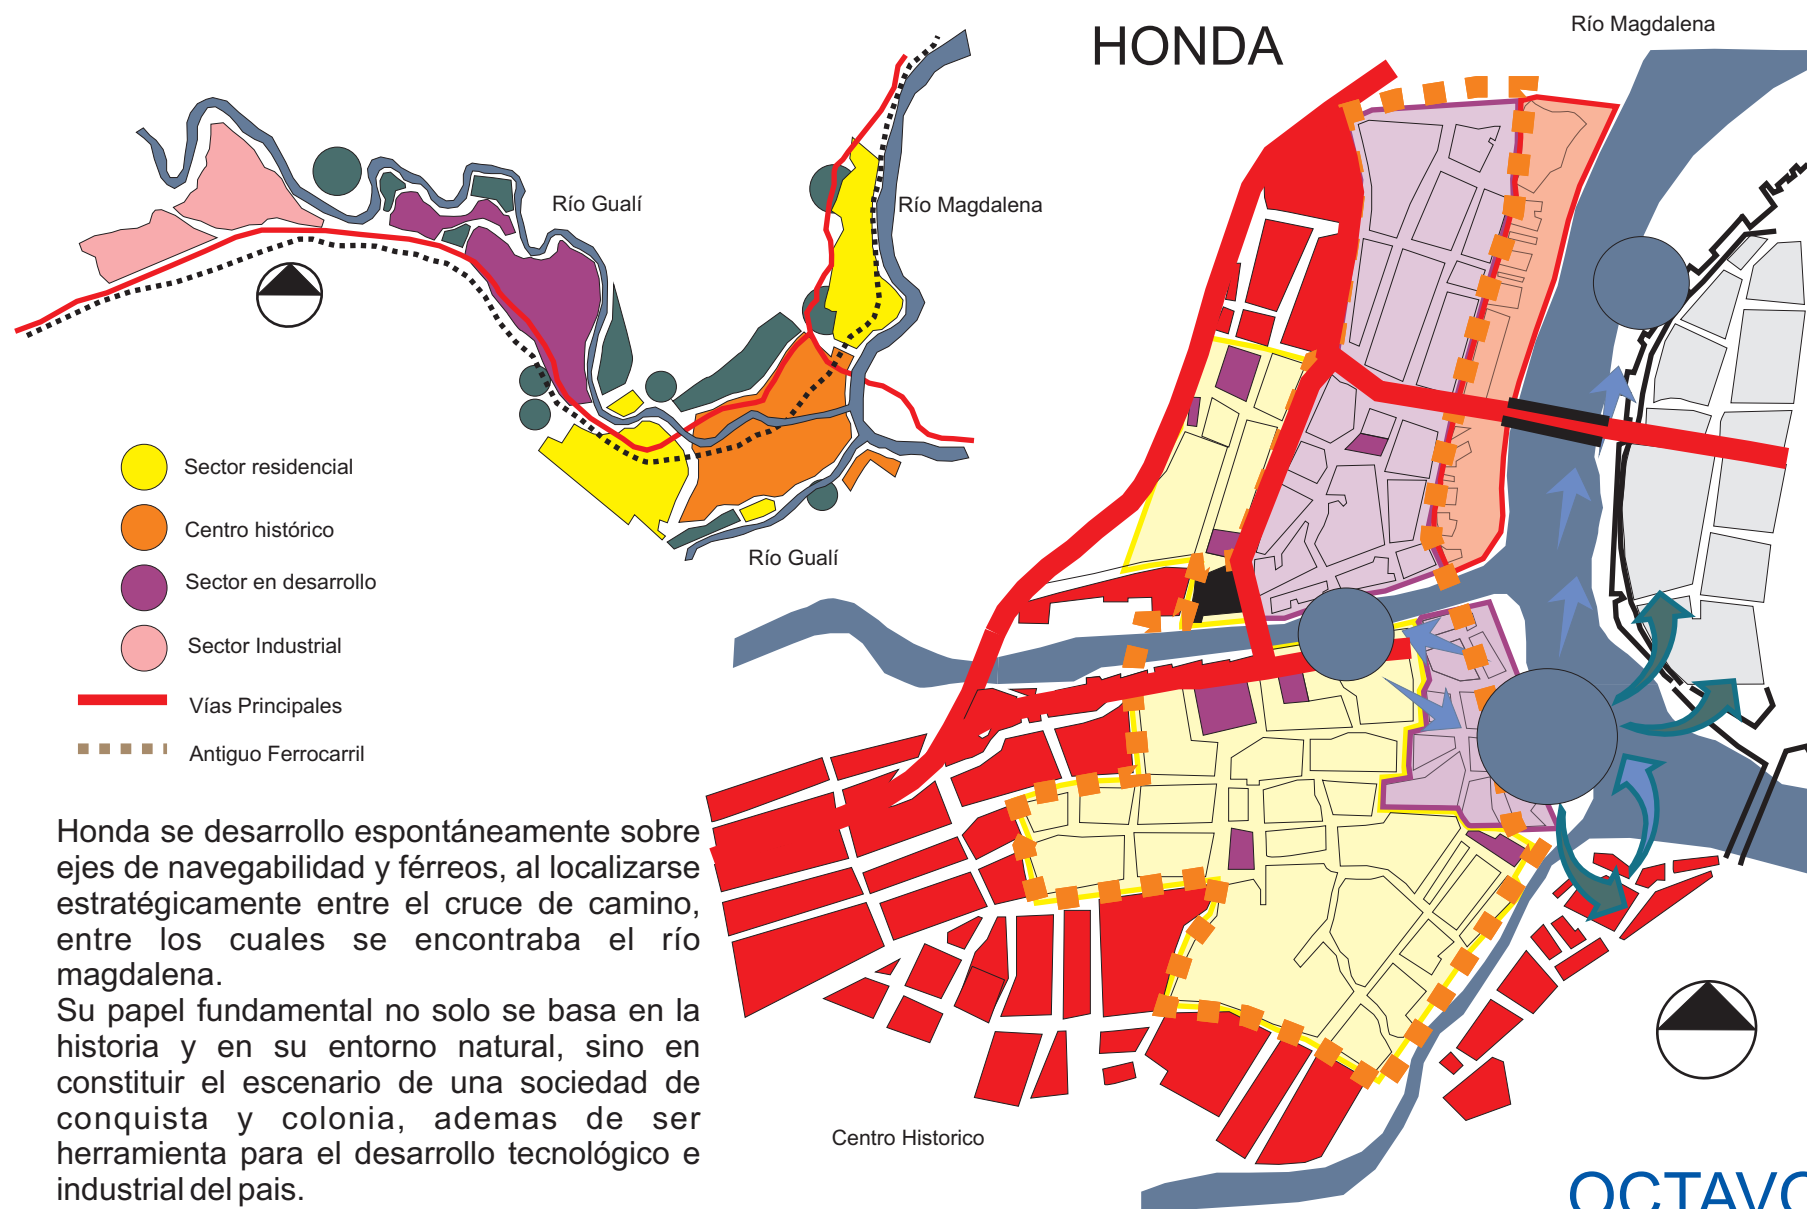 HONDA
Río Magdalena
Río Gualí
Río Magdalena
Sector residencial
Centro histórico
Río Gualí
Sector en desarrollo
Sector Industrial
Vías Principales
Antiguo Ferrocarril
Honda se desarrollo espontáneamente sobre
ejes de navegabilidad y férreos, al localizarse
estratégicamente entre el cruce de camino,
entre los cuales se encontraba el río
magdalena.
Su papel fundamental no solo se basa en la
historia y en su entorno natural, sino en
constituir el escenario de una sociedad de
conquista y colonia, ademas de ser
herramienta para el desarrollo tecnológico e
industrial del pais.
Centro Historico
OCTAVO